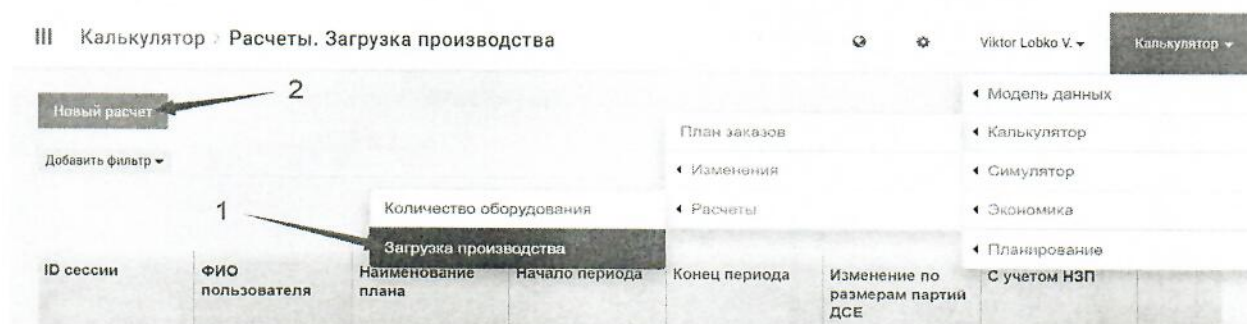 Калькулятор › Расчеты. Загрузка производства
Viktor Lobko V.
Калькулятор
Новый расчет
2
Модель данных
План заказов
Калькулятор
Добавить фильтр
Изменения
Симулятор
1
Количество оборудования
Расчеты
Экономика
Загрузка производства
Планирование
ID сессии
ФИО
пользователя
Наименование
плана
Начало периода
Конец периода
Изменение по
размерам партий
ДСЕ
С учетом НЗП